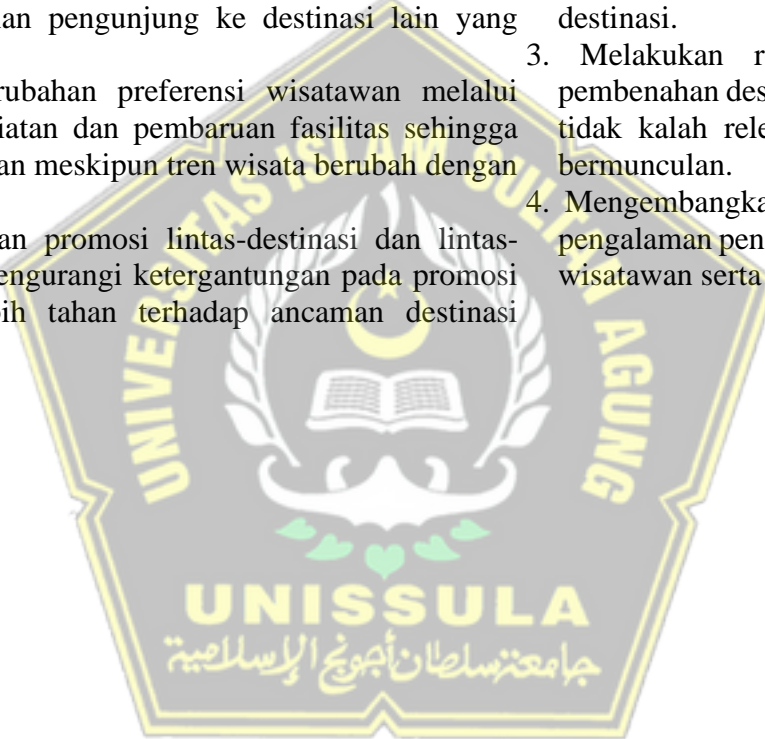 an pengunjung ke destinasi lain yang
rubahan preferensi wisatawan melalui
iatan dan pembaruan fasilitas sehingga
an meskipun tren wisata berubah dengan
an promosi lintas-destinasi dan lintas-
engurangi ketergantungan pada promosi
bih tahan terhadap ancaman destinasi
destinasi.
3. Melakukan r
pembenahan des
tidak kalah rele
bermunculan.
4. Mengembangka
pengalaman pen
wisatawan serta
UNIVERSITAS ISLAM SULTAN AGUNG
UNISSULA
جامعة سلطان أجونج الإسلامية